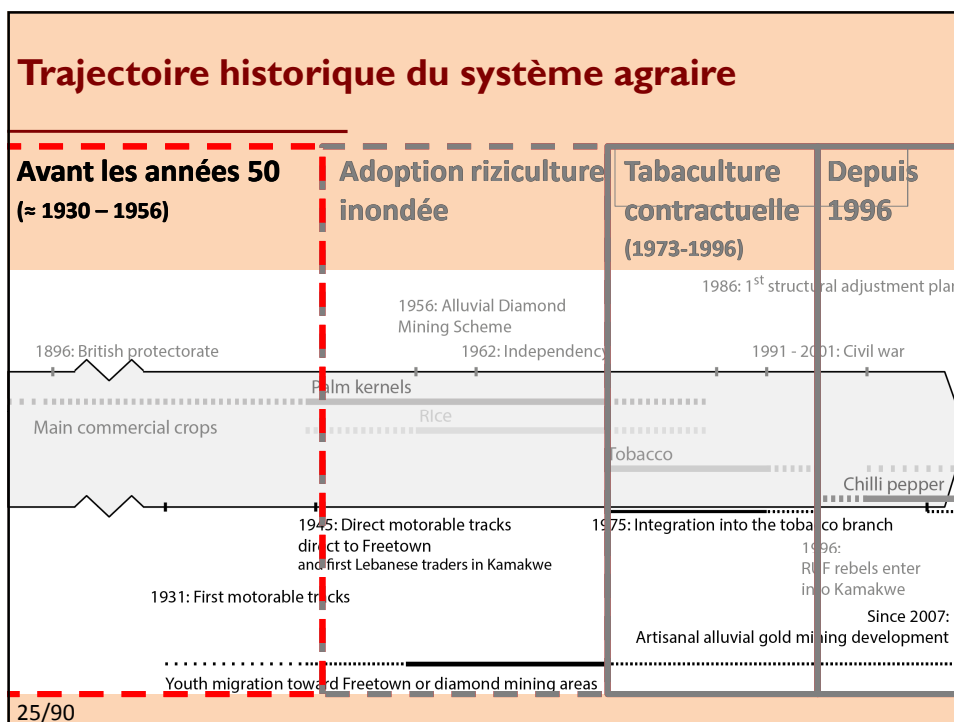 Trajectoire historique du système agraire
Avant les années 50
(≈ 1930 – 1956)
Adoption riziculture
inondée
Tabaculture
contractuelle
(1973-1996)
Depuis
1996
1986: 1st structural adjustment plan
1956: Alluvial Diamond
Mining Scheme
1896: British protectorate
1962: Independency
1991 - 2001: Civil war
Palm kernels
Rice
Main commercial crops
Tobacco
Chilli pepper
1945: Direct motorable tracks
direct to Freetown
and first Lebanese traders in Kamakwe
1975: Integration into the tobacco branch
1996:
RUF rebels enter
into Kamakwe
1931: First motorable tracks
Since 2007:
Artisanal alluvial gold mining development
Youth migration toward Freetown or diamond mining areas
25/90